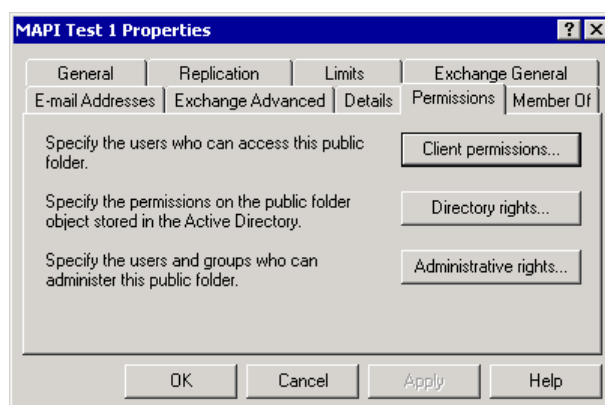 MAPI Test 1 Properties
General Replication Limits Exchange General
E-mail Addresses Exchange Advanced Details Permissions Member Of
Specify the users who can access this public
folder.
Client permissions...
Specify the permissions on the public folder
object stored in the Active Directory.
Directory rights...
Specify the users and groups who can
administer this public folder.
Administrative rights...
OK Cancel Apply Help